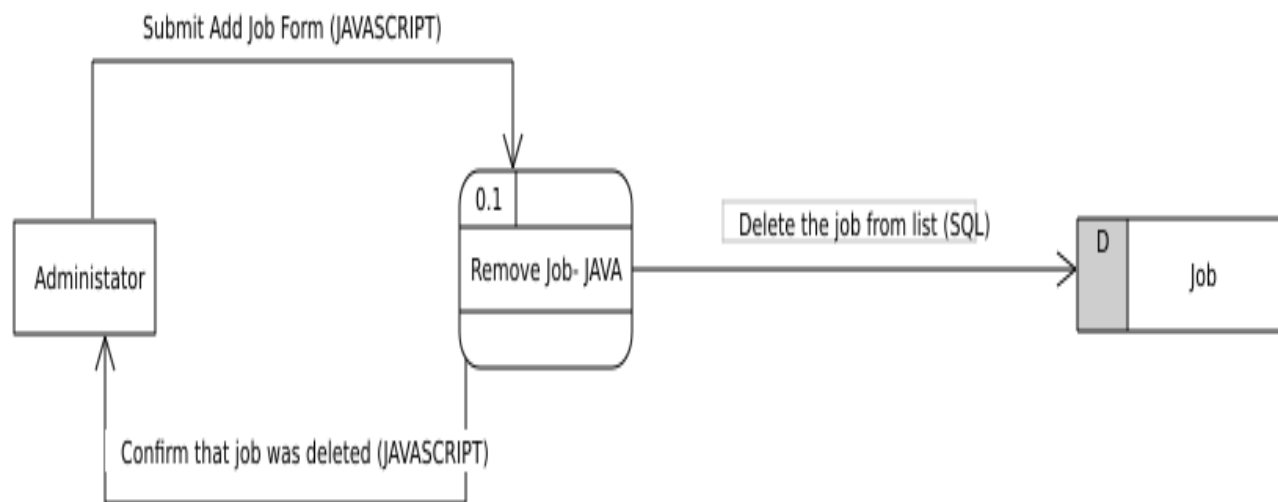 Submit Add Job Form (JAVASCRIPT)
0.1
Delete the job from list (SQL)
D
Administator
Remove Job- JAVA
Job
Confirm that job was deleted (JAVASCRIPT)